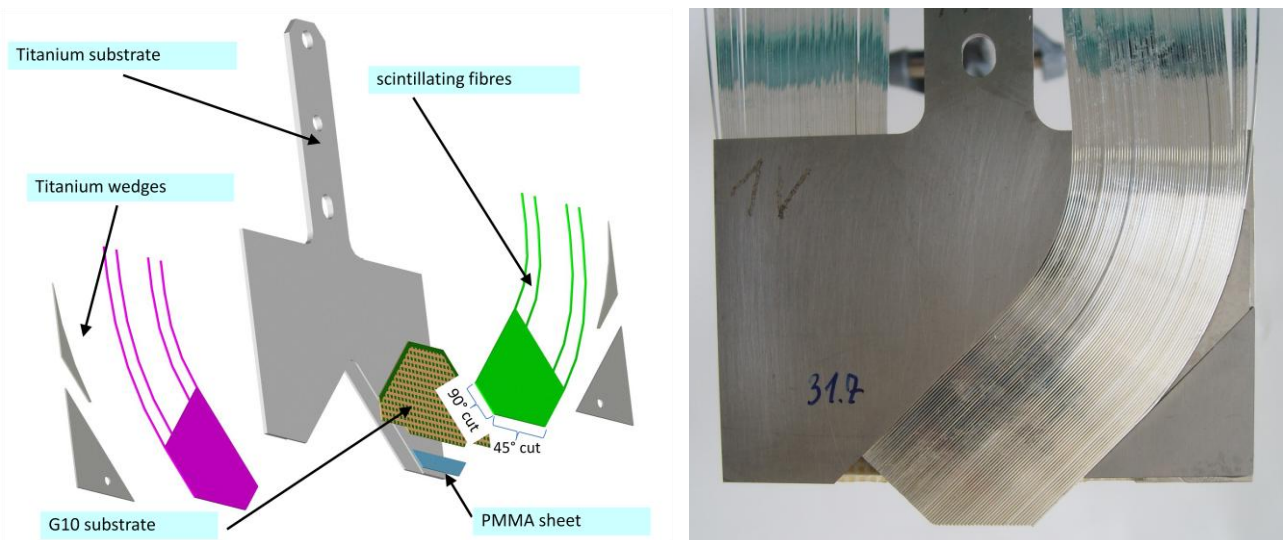 Titanium substrate
scintillating fibres
Titanium wedges
90° cut
45° cut
G10 substrate
PMMA sheet
1V
31.7